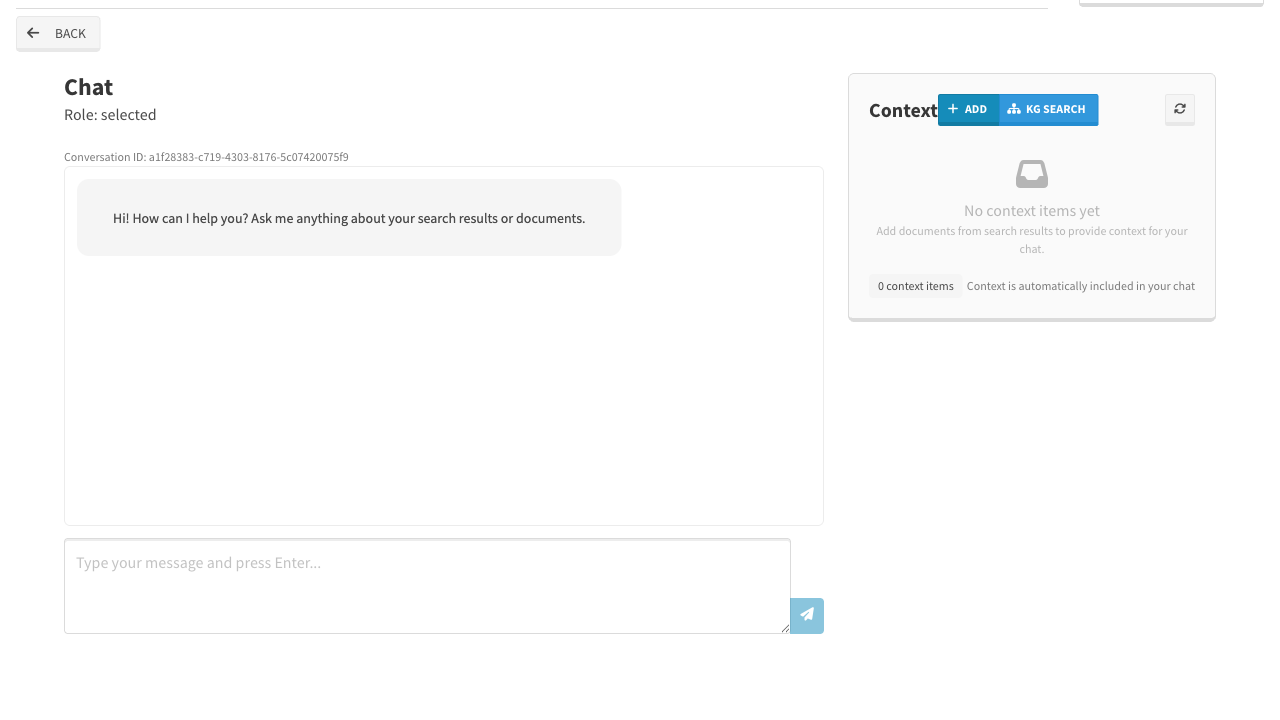 BACK
Chat
Role: selected
Conversation ID: a1f28383-c719-4303-8176-5c07420075f9
Hi! How can I help you? Ask me anything about your search results or documents.
Type your message and press Enter...
Context
ADD
KG SEARCH
No context items yet
Add documents from search results to provide context for your
chat.
0 context items
Context is automatically included in your chat